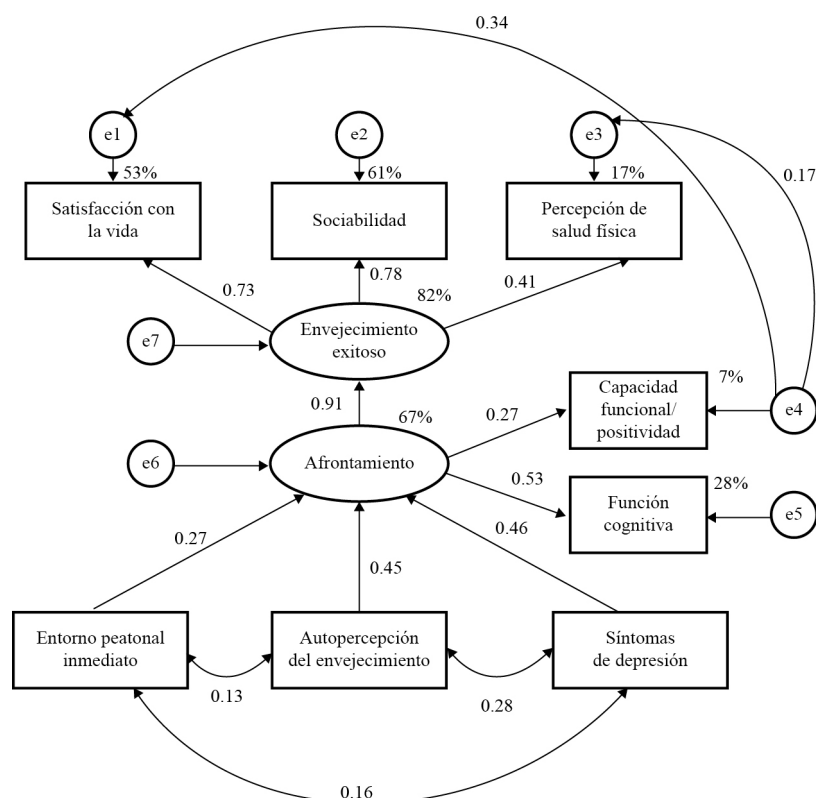 0.34
e1
e2
e3
53%
61%
17%
0.17
Satisfacción con
la vida
Sociabilidad
Percepción de
salud física
0.73
0.78
82%
0.41
Envejecimiento
exitoso
e7
0.91
67%
0.27
Capacidad
funcional/
positividad
7%
e4
e6
Afrontamiento
0.53
Función
cognitiva
28%
e5
0.27
0.45
0.46
Entorno peatonal
inmediato
Autopercepción
del envejecimiento
Síntomas
de depresión
0.13
0.28
0.16